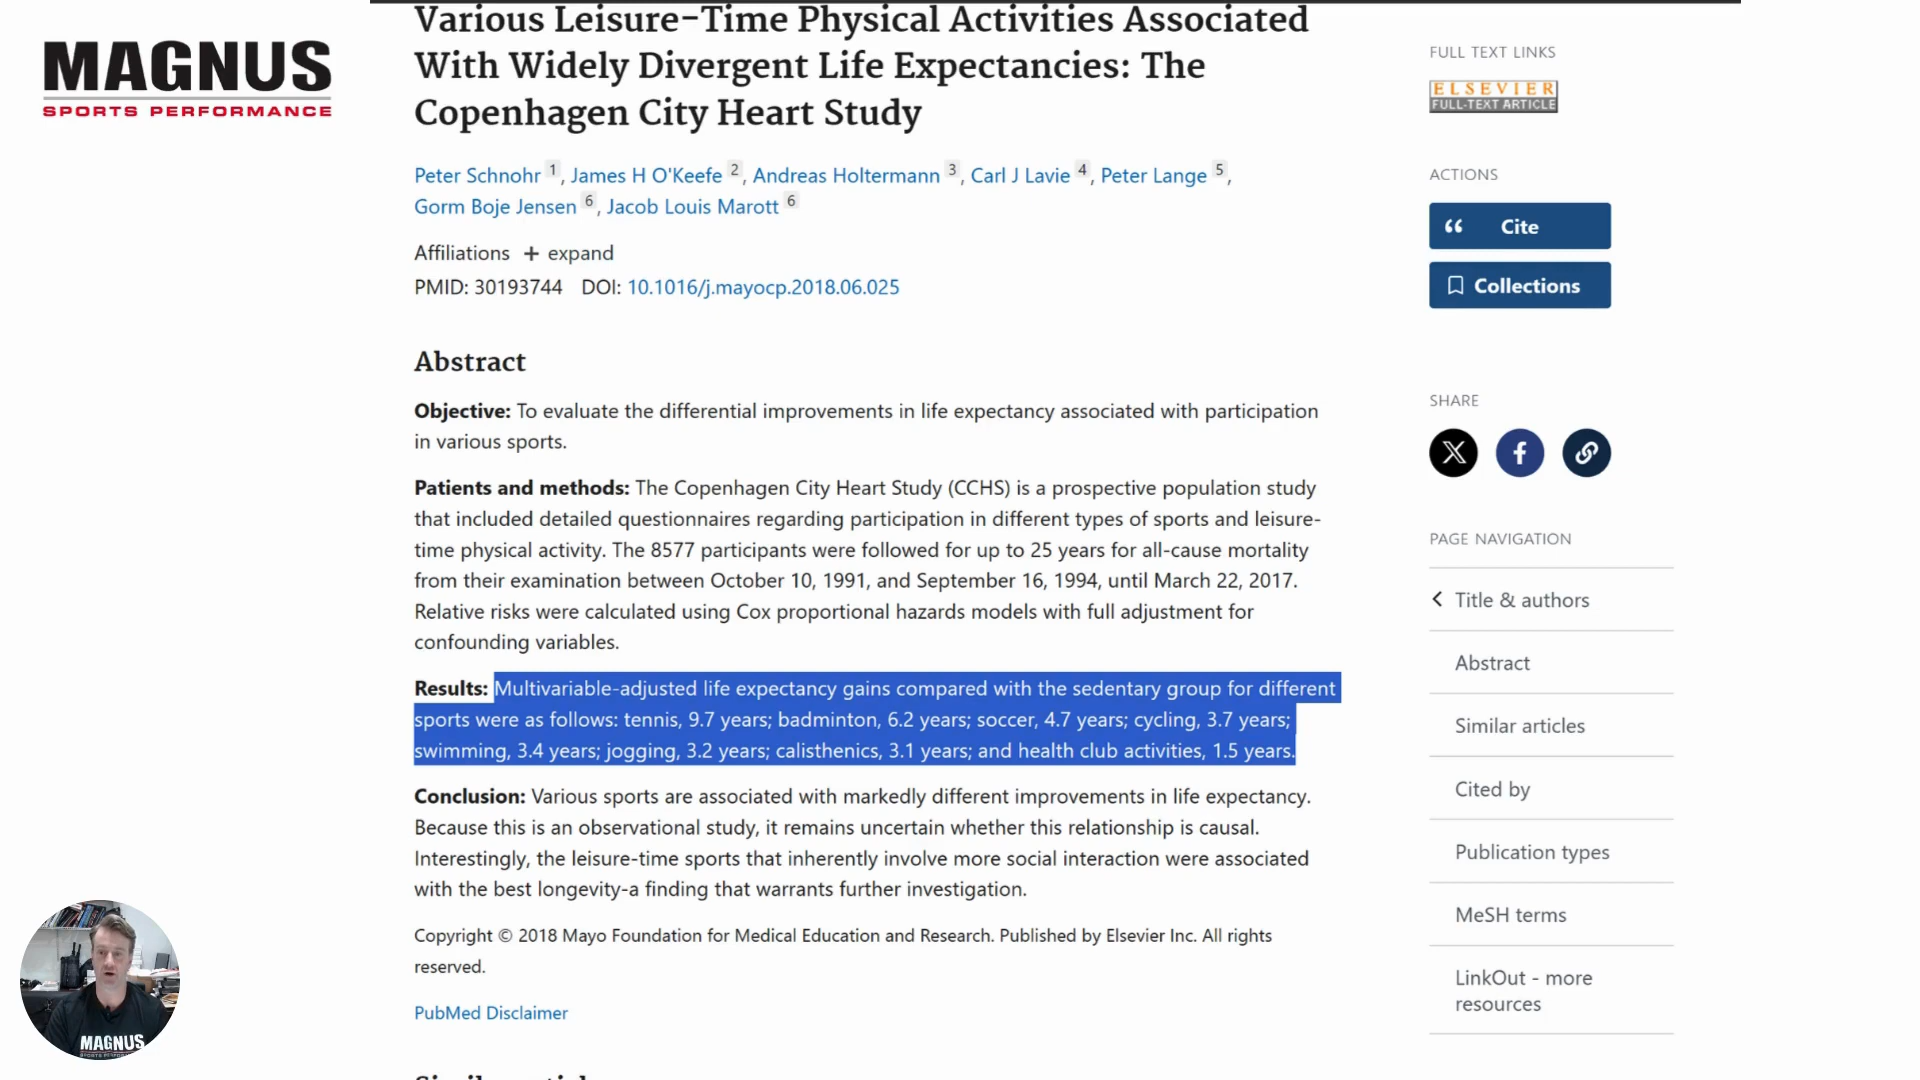 MAGNUS
SPORTS PERFORMANCE
Various Leisure-Time Physical Activities Associated
With Widely Divergent Life Expectancies: The
Copenhagen City Heart Study
Peter Schnohr 1, James H O'Keefe 2, Andreas Holtermann 3, Carl J Lavie 4, Peter Lange 5,
Gorm Boje Jensen 6, Jacob Louis Marott 6
Affiliations + expand
PMID: 30193744 DOI: 10.1016/j.mayocp.2018.06.025
Abstract
Objective: To evaluate the differential improvements in life expectancy associated with participation
in various sports.
Patients and methods: The Copenhagen City Heart Study (CCHS) is a prospective population study
that included detailed questionnaires regarding participation in different types of sports and leisure-
time physical activity. The 8577 participants were followed for up to 25 years for all-cause mortality
from their examination between October 10, 1991, and September 16, 1994, until March 22, 2017.
Relative risks were calculated using Cox proportional hazards models with full adjustment for
confounding variables.
Results: Multivariable-adjusted life expectancy gains compared with the sedentary group for different
sports were as follows: tennis, 9.7 years; badminton, 6.2 years; soccer, 4.7 years; cycling, 3.7 years;
swimming, 3.4 years; jogging, 3.2 years; calisthenics, 3.1 years; and health club activities, 1.5 years.
Conclusion: Various sports are associated with markedly different improvements in life expectancy.
Because this is an observational study, it remains uncertain whether this relationship is causal.
Interestingly, the leisure-time sports that inherently involve more social interaction were associated
with the best longevity-a finding that warrants further investigation.
Copyright © 2018 Mayo Foundation for Medical Education and Research. Published by Elsevier Inc. All rights
reserved.
PubMed Disclaimer
FULL TEXT LINKS
ELSEVIER
FULL-TEXT ARTICLE
ACTIONS
Cite
Collections
SHARE
PAGE NAVIGATION
Title & authors
Abstract
Similar articles
Cited by
Publication types
MeSH terms
LinkOut - more
resources
MAGNUS